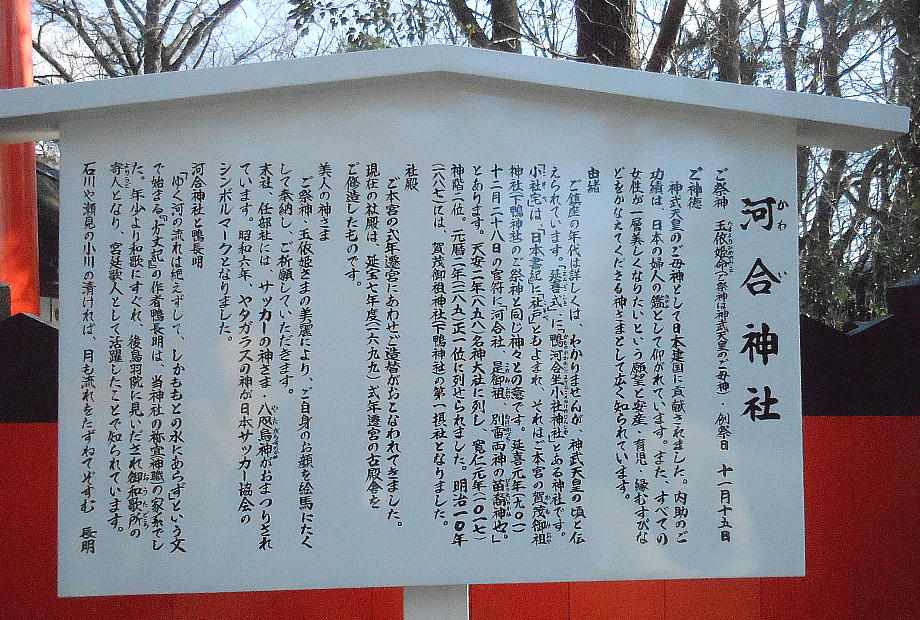 河合神社
かわ
ご祭神 玉依姫命(ご祭神は神武天皇のご母神)・例祭日 十一月十五日
ご神徳
神武天皇のご母神として日本建国に貢献されました。内助のご
功績は、日本の婦人の鑑として仰がれています。また、すべての
女性が一層美しくなりたいという願望と安産・育児・縁むすびな
どをかなえてくださる神さまとして広く知られています。
由緒
ご鎮座の年代は詳しくは、わかりませんが、神武天皇の頃と伝
えられています。『延喜式』に「鴨河合坐小社神社」とある神社です。
「小社宅」は、『日本書紀』に「社戸」ともよまれ、それは「本宮の賀茂御祖
神社(下鴨神社)のご祭神と同じ神々」との意です。延喜元年(九〇一)
十二月二十八日の官符に「河合社、是御祖、別雷両神の苗裔神也。」
とあります。天安二年(八五八)名神大社に列し、寛仁元年(一〇一七)
神階一位、元暦二年(一一八五)正一位に列せられました。明治一〇年
(一八八七)には、賀茂御祖神社(下鴨神社)の第一摂社となりました。
社殿
ご本宮の式年遷宮にあわせご造替がおこなわれてきました。
現在の社殿は、延宝七年度(一六七九)式年遷宮の古殿舎を
ご修造したものです。
美人の神さま
ご祭神、玉依姫さまの美麗により、ご自身のお顔を絵馬にたく
して奉納し、ご祈願していただきます。
末社、任部社には、サッカーの神さま・八咫烏神がおまつりされ
ています。昭和六年、ヤタガラスの神が日本サッカー協会の
シンボルマークとなりました。
河合神社と鴨長明
「ゆく河の流れは絶えずして、しかももとの水にあらず」という文
で始まる『方丈記』の作者鴨長明は、当神社の祢宣(神職)の家系でし
た。年少より和歌にすぐれ、後鳥羽院に見いだされ御和歌所の
寄人となり、宮廷歌人として活躍したことで知られています。
石川や瀬見の小川の清ければ、月も流れをたずねてぞすむ 長明